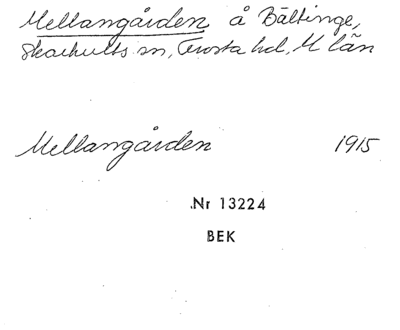 Mellangården å Bältinge,
Skarhults sn, Frosta hd, M län
Mellangården 1915
Nr 13224
BEK